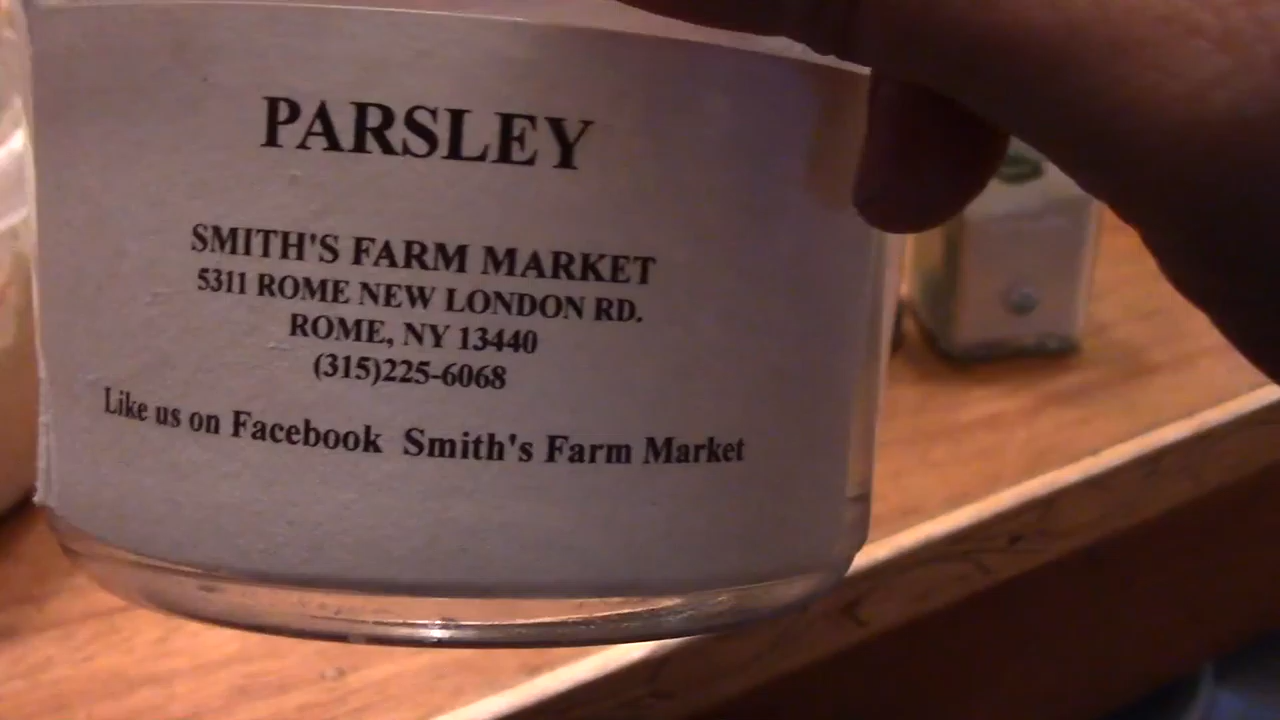 PARSLEY
SMITH'S FARM MARKET
5311 ROME NEW LONDON RD.
ROME, NY 13440
(315)225-6068
Like us on Facebook Smith's Farm Market